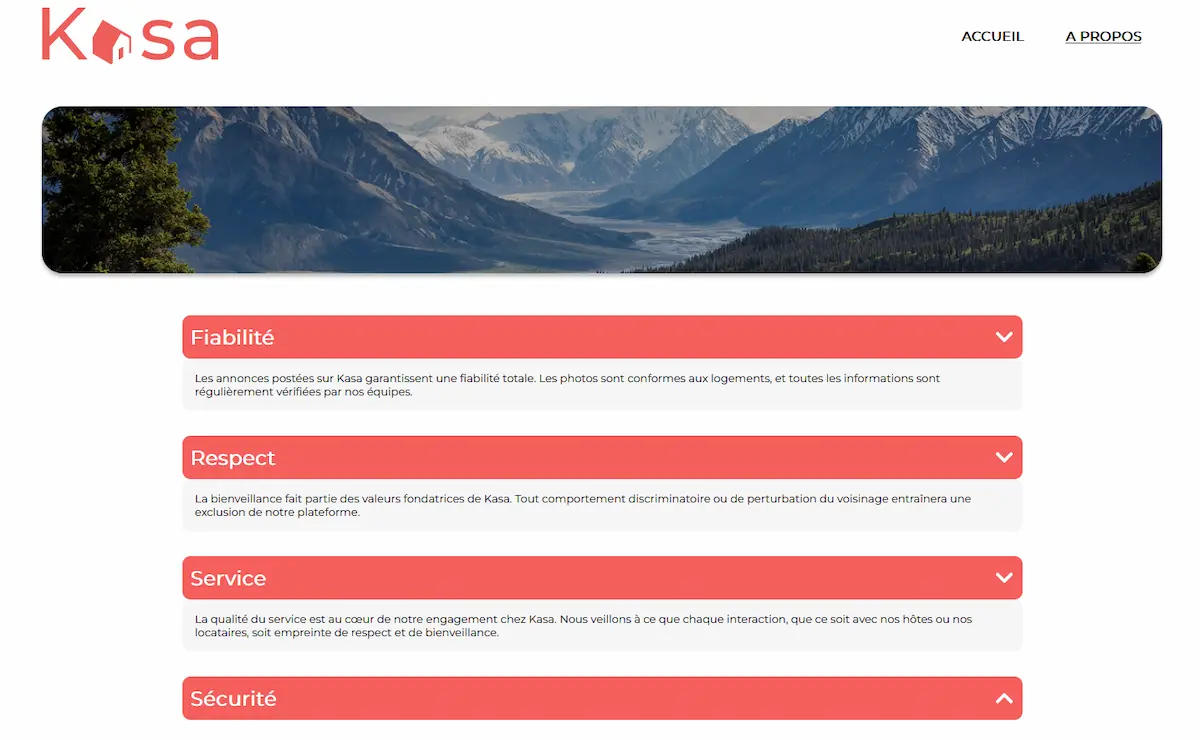 Kasa
ACCUEIL
A PROPOS
Fiabilité
Les annonces postées sur Kasa garantissent une fiabilité totale. Les photos sont conformes aux logements, et toutes les informations sont
régulièrement vérifiées par nos équipes.
Respect
La bienveillance fait partie des valeurs fondatrices de Kasa. Tout comportement discriminatoire ou de perturbation du voisinage entraînera une
exclusion de notre plateforme.
Service
La qualité du service est au cœur de notre engagement chez Kasa. Nous veillons à ce que chaque interaction, que ce soit avec nos hôtes ou nos
locataires, soit empreinte de respect et de bienveillance.
Sécurité